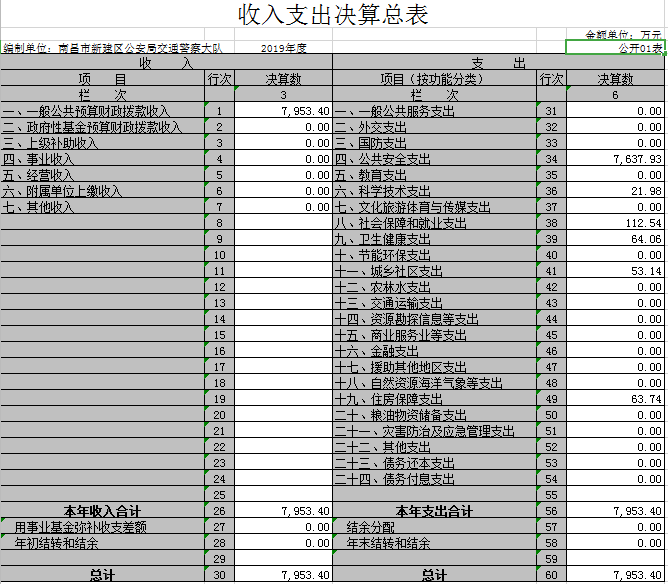 收入支出决算总表
金额单位：万元
编制单位：南昌市新建区公安局交通警察大队 2019年度 公开01表
收 入 支 出
项 目 行次 决算数 项目（按功能分类） 行次 决算数
栏 次 3 栏 次 6
一、一般公共预算财政拨款收入 1 7,953.40 一、一般公共服务支出 31 0.00
二、政府性基金预算财政拨款收入 2 0.00 二、外交支出 32 0.00
三、上级补助收入 3 0.00 三、国防支出 33 0.00
四、事业收入 4 0.00 四、公共安全支出 34 7,637.93
五、经营收入 5 0.00 五、教育支出 35 0.00
六、附属单位上缴收入 6 0.00 六、科学技术支出 36 21.98
七、其他收入 7 0.00 七、文化旅游体育与传媒支出 37 0.00
8 八、社会保障和就业支出 38 112.54
9 九、卫生健康支出 39 64.06
10 十、节能环保支出 40 0.00
11 十一、城乡社区支出 41 53.14
12 十二、农林水支出 42 0.00
13 十三、交通运输支出 43 0.00
14 十四、资源勘探信息等支出 44 0.00
15 十五、商业服务业等支出 45 0.00
16 十六、金融支出 46 0.00
17 十七、援助其他地区支出 47 0.00
18 十八、自然资源海洋气象等支出 48 0.00
19 十九、住房保障支出 49 63.74
20 二十、粮油物资储备支出 50 0.00
21 二十一、灾害防治及应急管理支出 51 0.00
22 二十二、其他支出 52 0.00
23 二十三、债务还本支出 53 0.00
24 二十四、债务付息支出 54 0.00
25 55
本年收入合计 26 7,953.40 本年支出合计 56 7,953.40
用事业基金弥补收支差额 27 0.00 结余分配 57 0.00
年初结转和结余 28 0.00 年末结转和结余 58 0.00
29 59
总计 30 7,953.40 总计 60 7,953.40